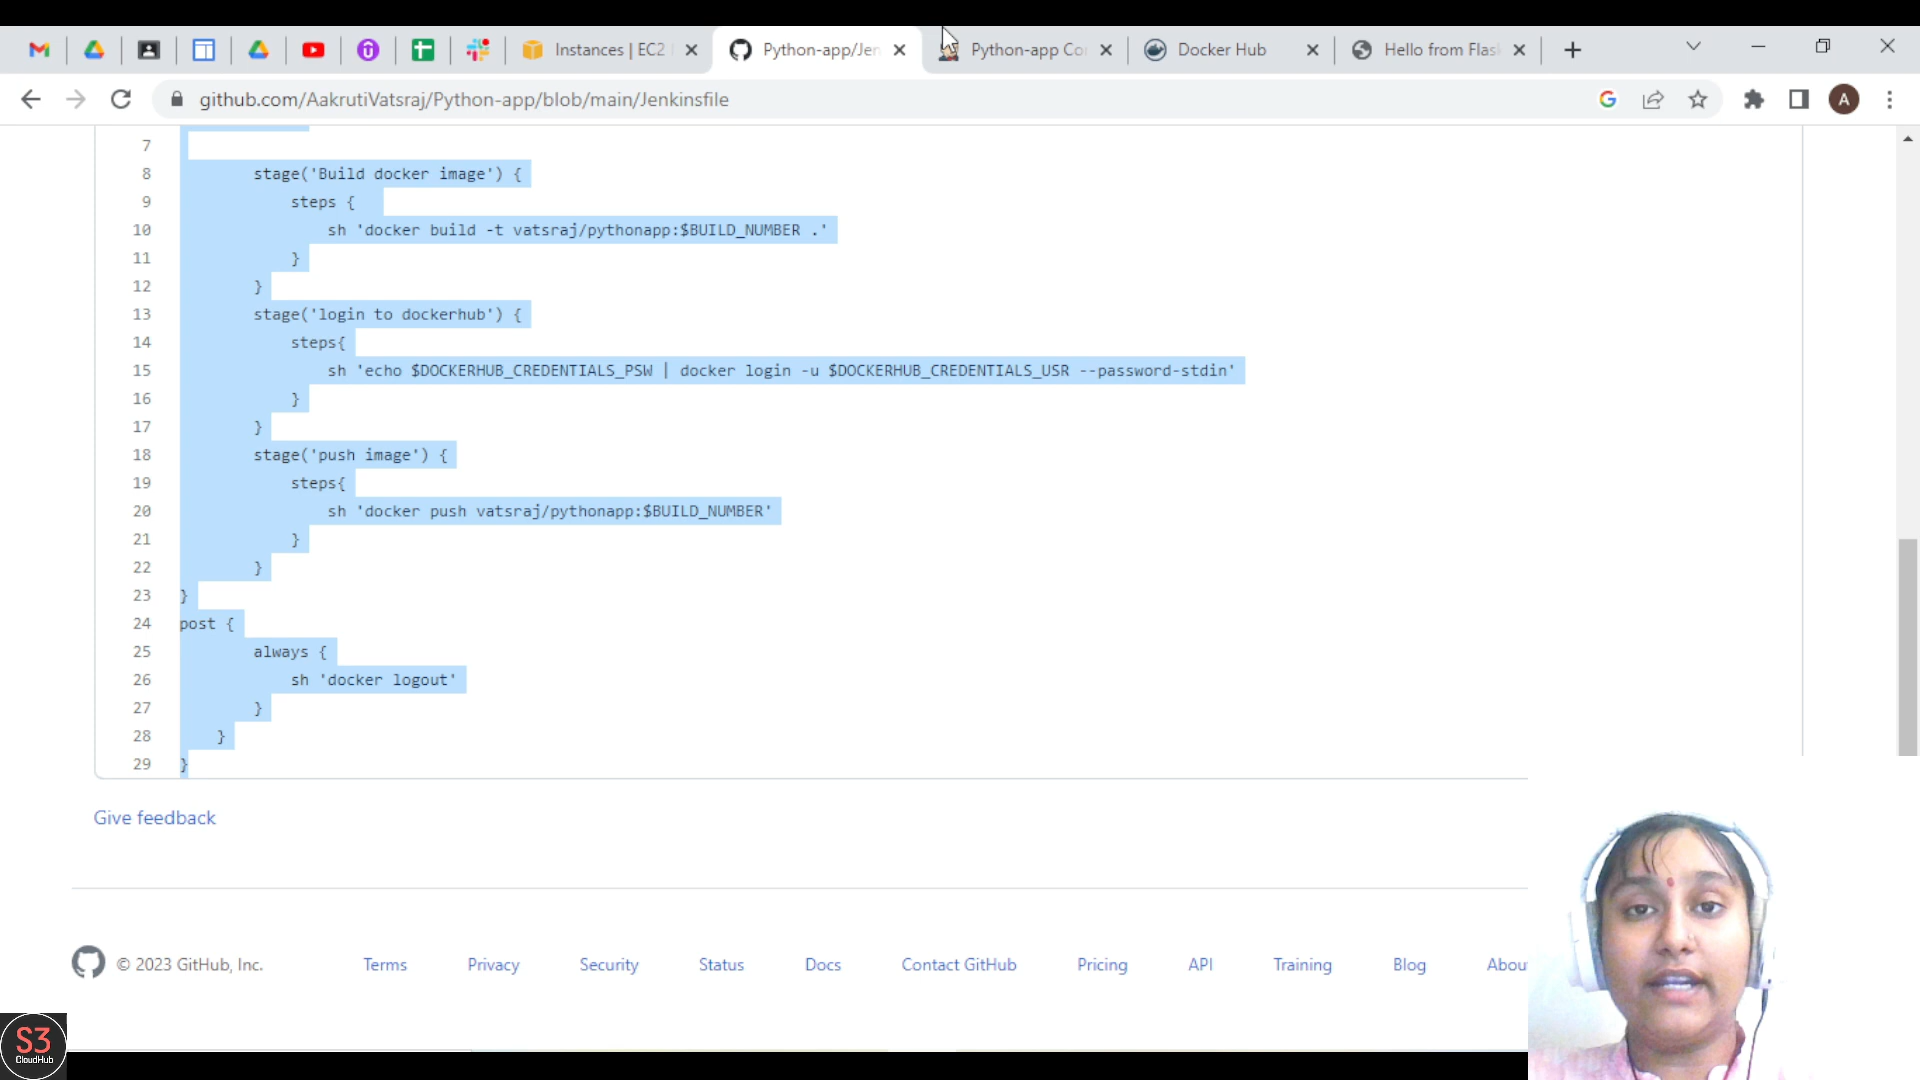 Instances | EC2
Python-app/Jen
Python-app Co
Docker Hub
Hello from Flas
github.com/AakrutiVatsraj/Python-app/blob/main/Jenkinsfile
A
7
8 stage('Build docker image') {
9 steps {
10 sh 'docker build -t vatsraj/pythonapp:$BUILD_NUMBER .'
11 }
12 }
13 stage('login to dockerhub') {
14 steps{
15 sh 'echo $DOCKERHUB_CREDENTIALS_PSW | docker login -u $DOCKERHUB_CREDENTIALS_USR --password-stdin'
16 }
17 }
18 stage('push image') {
19 steps{
20 sh 'docker push vatsraj/pythonapp:$BUILD_NUMBER'
21 }
22 }
23 }
24 post {
25 always {
26 sh 'docker logout'
27 }
28 }
29 }
Give feedback
© 2023 GitHub, Inc. Terms Privacy Security Status Docs Contact GitHub Pricing API Training Blog Abou
S3
CloudHub